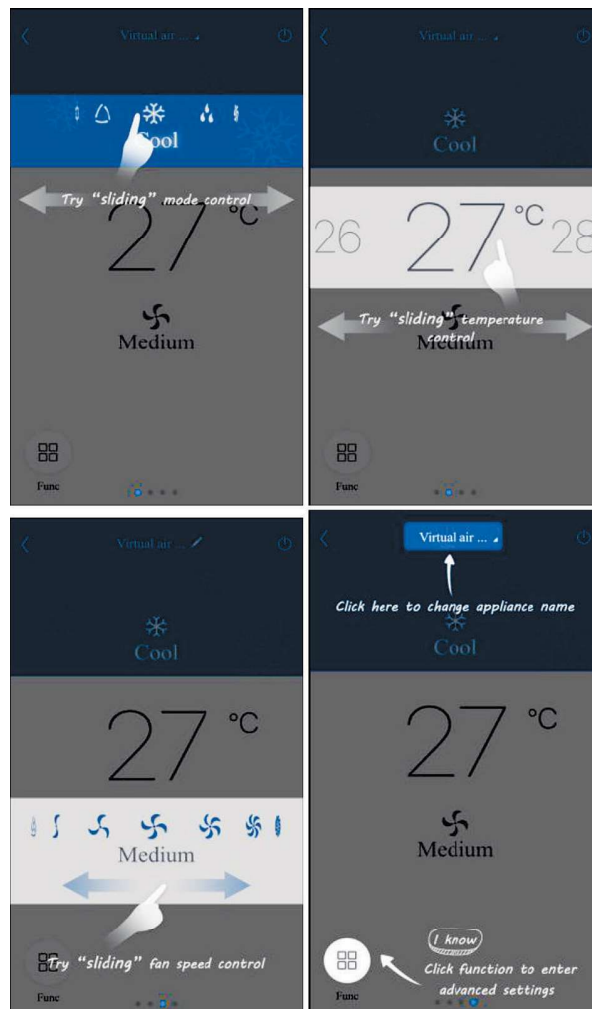 Virtual air ...
Cool
Try "sliding" mode control
27 °C
Medium
Func
Virtual air ...
Cool
26 27 °C 28
Try "sliding" temperature
control
Medium
Func
Virtual air ...
Cool
27 °C
Medium
Try "sliding" fan speed control
Func
Virtual air ...
Click here to change appliance name
Cool
27 °C
Medium
I know
Click function to enter
advanced settings
Func